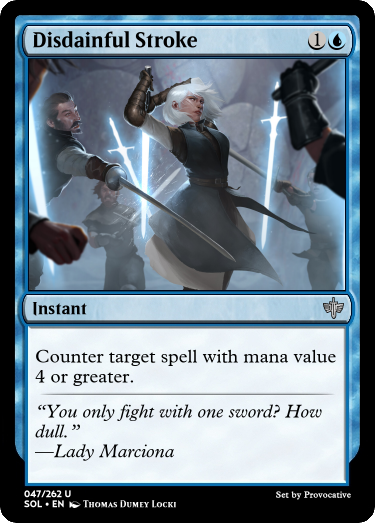 Disdainful Stroke 1
Instant
Counter target spell with mana value
4 or greater.
“You only fight with one sword? How
dull.”
—Lady Marciona
047/262 U
SOL • EN Thomas Dumey Locki
Set by Provocative